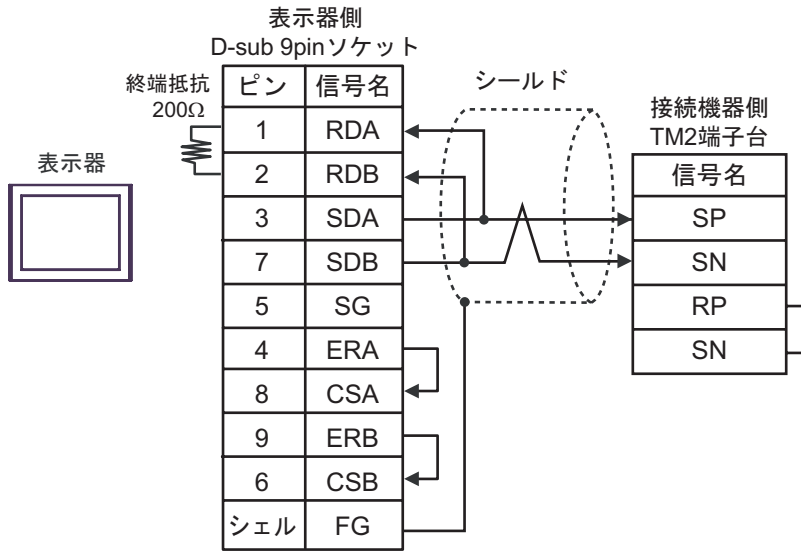 表示器側
D-sub 9pinソケット
終端抵抗
200Ω
表示器
ピン 信号名
1 RDA
2 RDB
3 SDA
7 SDB
5 SG
4 ERA
8 CSA
9 ERB
6 CSB
シェル FG
シールド
接続機器側
TM2端子台
信号名
SP
SN
RP
SN